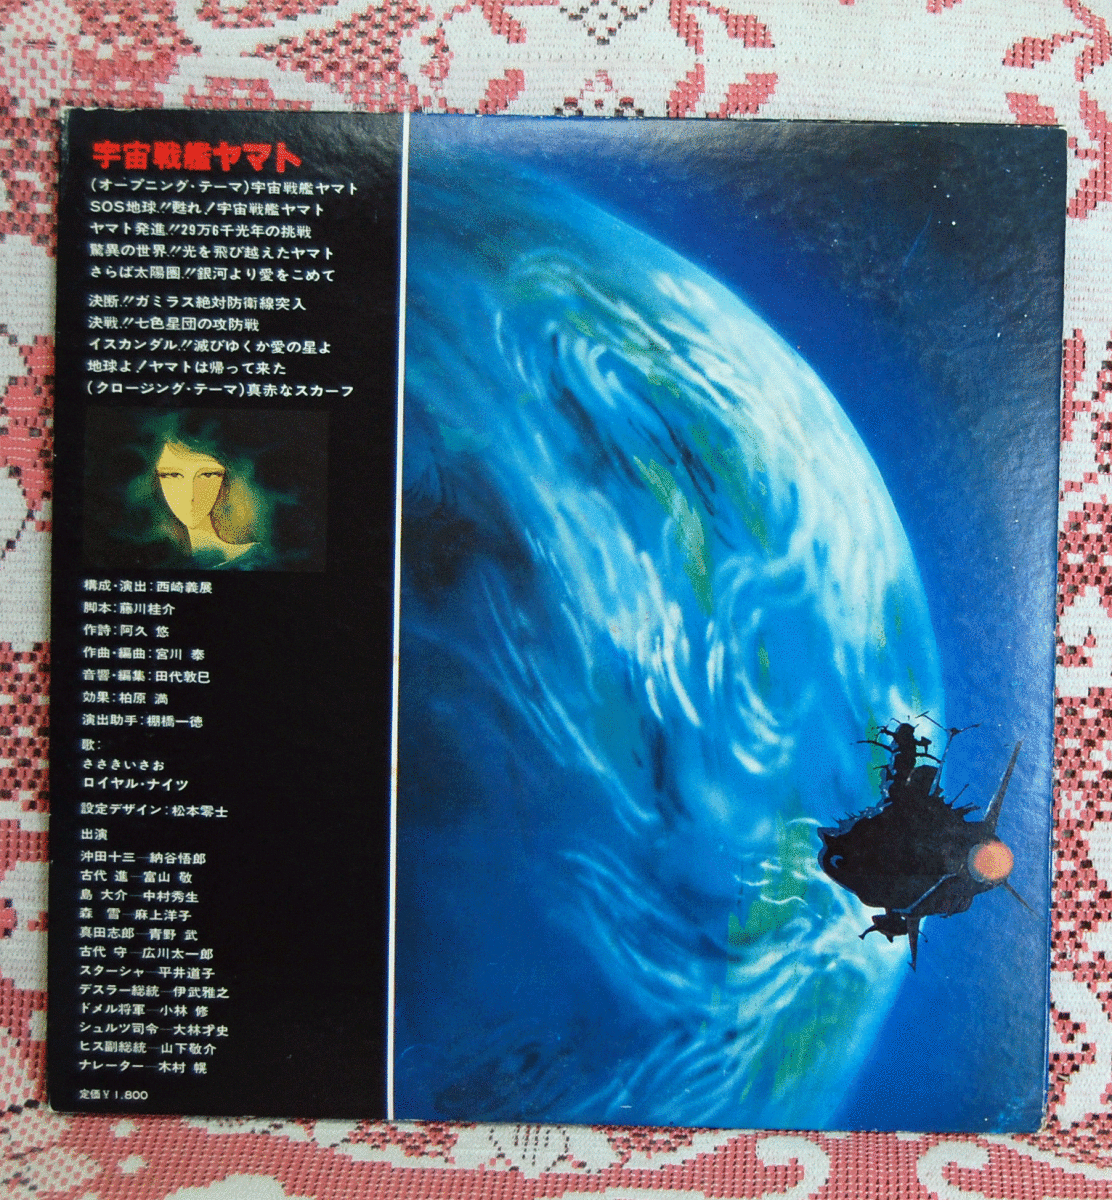 宇宙戦艦ヤマト
(オープニング・テーマ)宇宙戦艦ヤマト
SOS地球!!甦れ!宇宙戦艦ヤマト
ヤマト発進!!29万6千光年の挑戦
驚異の世界!!光を飛び越えたヤマト
さらば太陽圏!!銀河より愛をこめて
決断!!ガミラス絶対防衛線突入
決戦!!七色星団の攻防戦
イスカンダル!!滅びゆくか愛の星よ
地球よ!ヤマトは帰って来た
(クロージング・テーマ)真赤なスカーフ
構成・演出:西崎義展
脚本:藤川桂介
作詩:阿久 悠
作曲・編曲:宮川 泰
音響・編集:田代敦巳
効果:柏原 満
演出助手:棚橋一徳
歌:
ささきいさお
ロイヤル・ナイツ
設定デザイン:松本零士
出演
沖田十三―納谷悟郎
古代 進―富山 敬
島 大介―中村秀生
森 雪―麻上洋子
真田志郎―青野 武
古代 守―広川太一郎
スターシャ―平井道子
デスラー総統―伊武雅之
ドメル将軍―小林 修
シュルツ司令―大林才史
ヒス副総統―山下敬介
ナレーター―木村 幌
定価¥1,800